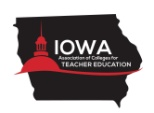 IOWA
Association of Colleges for
TEACHER EDUCATION